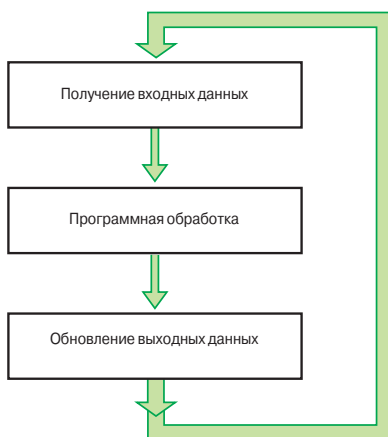 Получение входных данных
Программная обработка
Обновление выходных данных